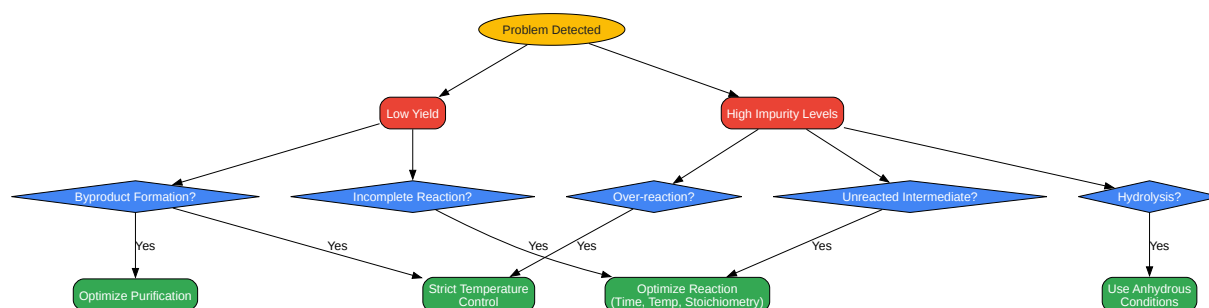 Problem Detected
Low Yield
High Impurity Levels
Byproduct Formation?
Incomplete Reaction?
Over-reaction?
Unreacted Intermediate?
Hydrolysis?
Yes
Yes
Yes
Yes
Yes
Yes
Optimize Purification
Strict Temperature
Control
Optimize Reaction
(Time, Temp, Stoichiometry)
Use Anhydrous
Conditions